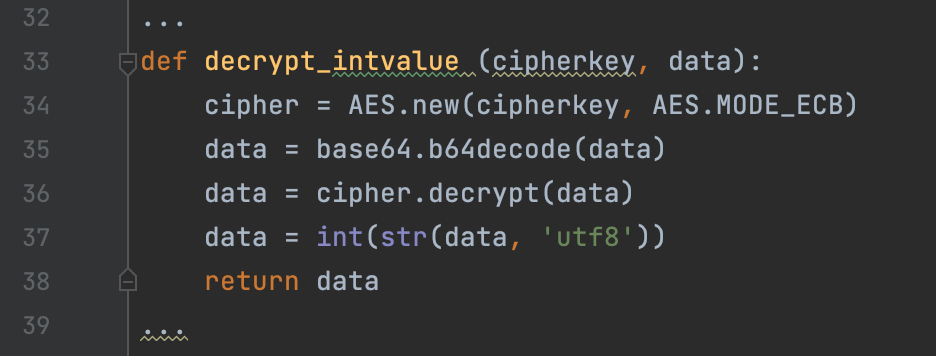 32 ...
33 def decrypt_intvalue (cipherkey, data):
34 cipher = AES.new(cipherkey, AES.MODE_ECB)
35 data = base64.b64decode(data)
36 data = cipher.decrypt(data)
37 data = int(str(data, 'utf8'))
38 return data
39 ...